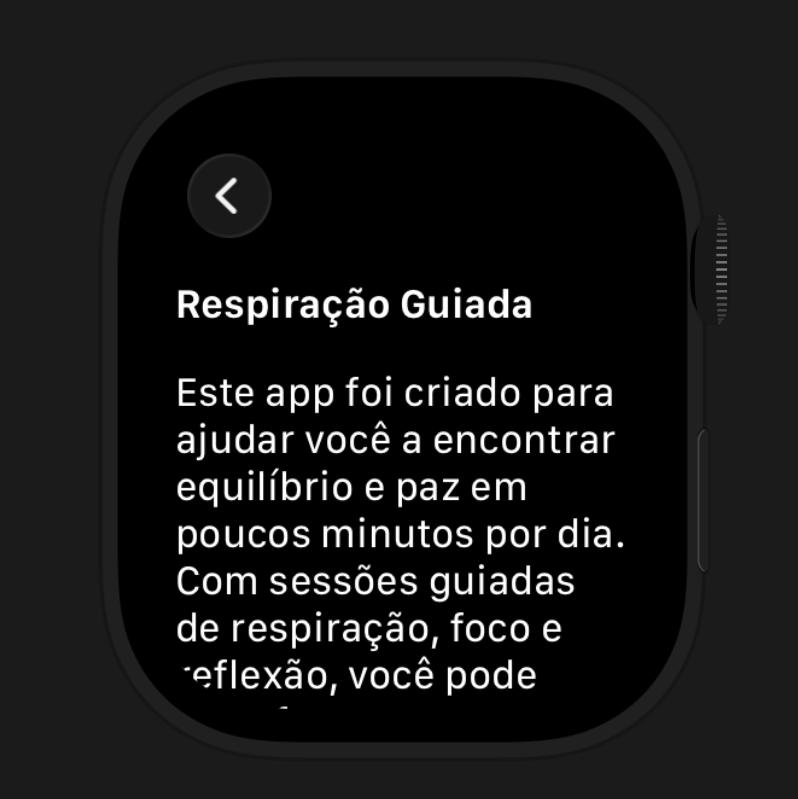 Respiração Guiada
Este app foi criado para
ajudar você a encontrar
equilíbrio e paz em
poucos minutos por dia.
Com sessões guiadas
de respiração, foco e
reflexão, você pode